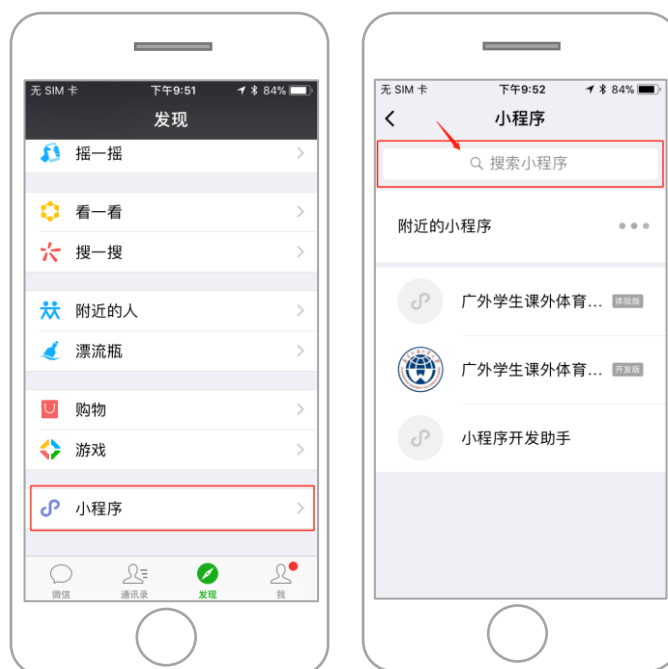 无 SIM 卡 下午9:51 84%
发现
摇一摇
看一看
搜一搜
附近的人
漂流瓶
购物
游戏
小程序
微信 通讯录 发现 我
无 SIM 卡 下午9:52 84%
小程序
搜索小程序
附近的小程序
广外学生课外体育... 体验版
广外学生课外体育... 开发版
小程序开发助手